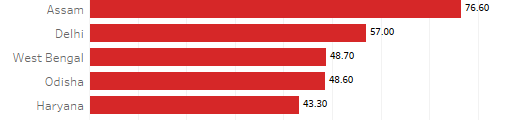 Assam 76.60
Delhi 57.00
West Bengal 48.70
Odisha 48.60
Haryana 43.30